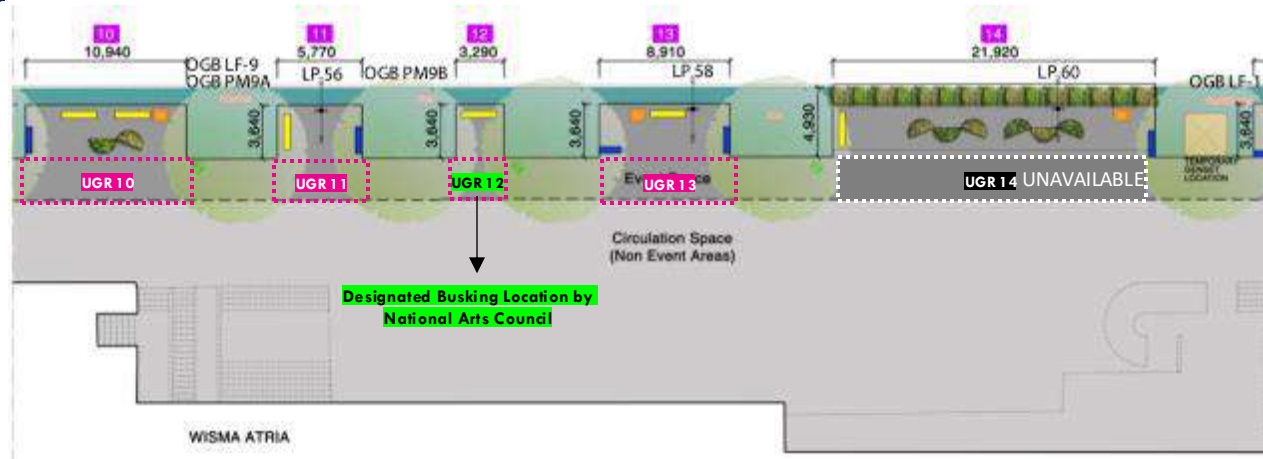 10
10,940
OGB LF-9
OGB PM9A
3,640
11
5,770
LP 56
OGB PM9B
3,640
12
3,290
3,640
13
8,910
LP 58
14
21,920
LP 60
4,930
OGB LF-1
3,640
TEMPORARY
GENSET
LOCATION
UGR 10
UGR 11
UGR 12
UGR 13
UGR 14 UNAVAILABLE
Circulation Space
(Non Event Areas)
Designated Busking Location by
National Arts Council
WISMA ATRIA